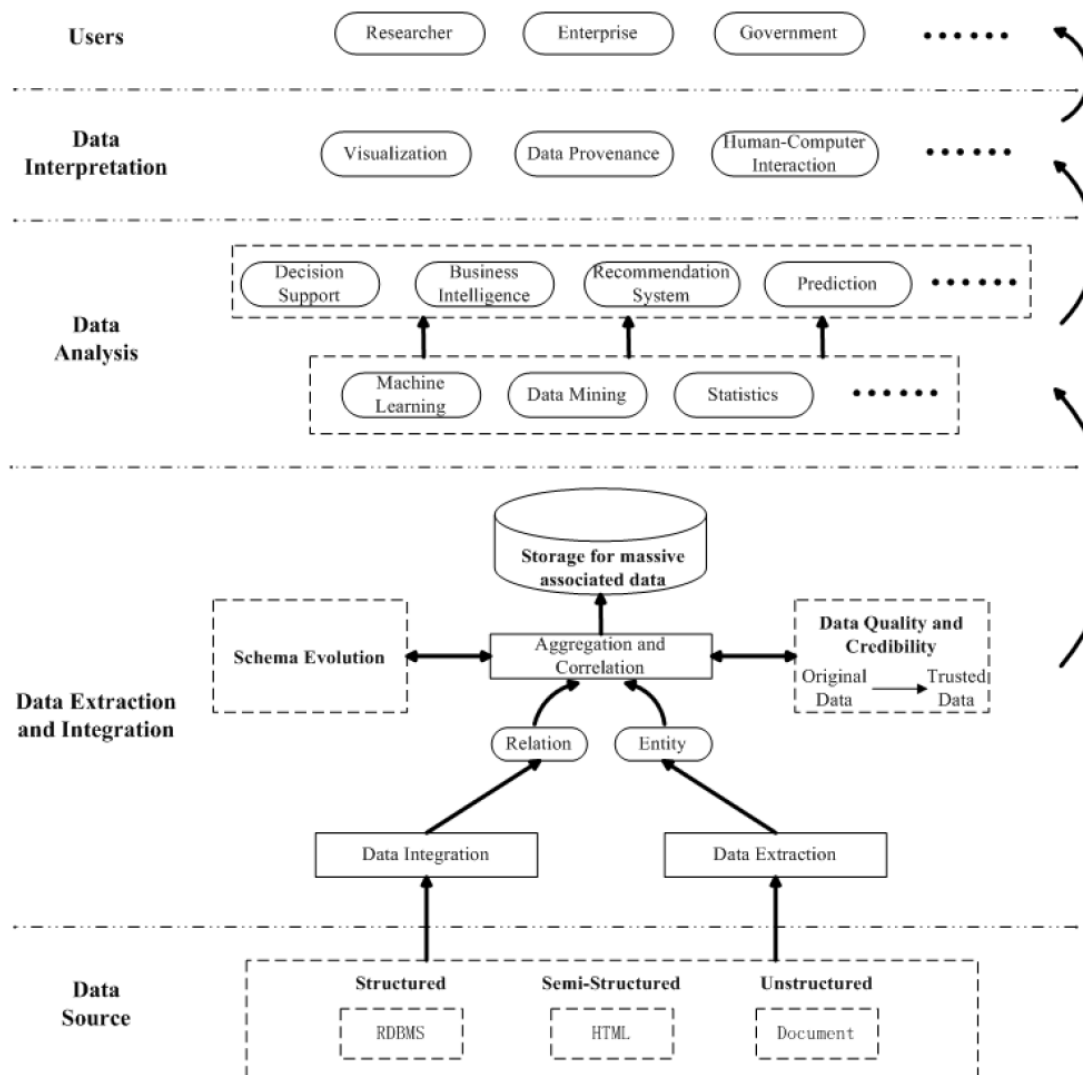 Users
Researcher
Enterprise
Government
Data
Interpretation
Visualization
Data Provenance
Human-Computer
Interaction
Data
Analysis
Decision
Support
Business
Intelligence
Recommendation
System
Prediction
Machine
Learning
Data Mining
Statistics
Data Extraction
and Integration
Storage for massive
associated data
Schema Evolution
Aggregation and
Correlation
Data Quality and
Credibility
Original
Data
Trusted
Data
Relation
Entity
Data Integration
Data Extraction
Data
Source
Structured
Semi-Structured
Unstructured
RDBMS
HTML
Document